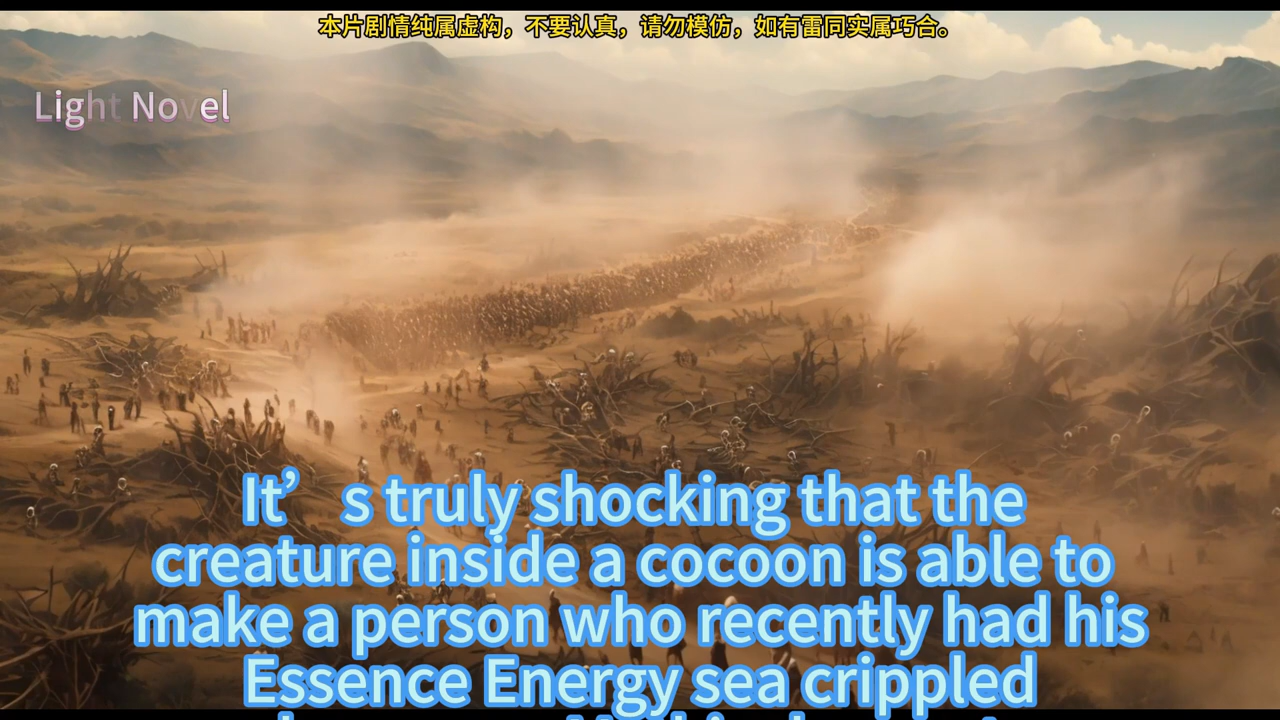 本片剧情纯属虚构，不要认真，请勿模仿，如有雷同实属巧合。
Light Novel
It’s truly shocking that the
creature inside a cocoon is able to
make a person who recently had his
Essence Energy sea crippled